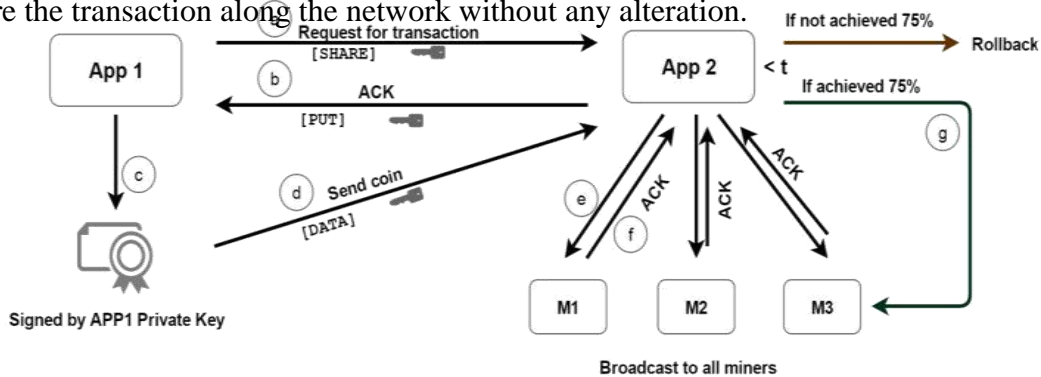 re the transaction along the network without any alteration.
a
Request for transaction
[SHARE]
If not achieved 75%
Rollback
App 1
App 2
< t
b
ACK
[PUT]
If achieved 75%
g
c
d
Send coin
[DATA]
e
f
ACK
ACK
ACK
M1
M2
M3
Signed by APP1 Private Key
Broadcast to all miners